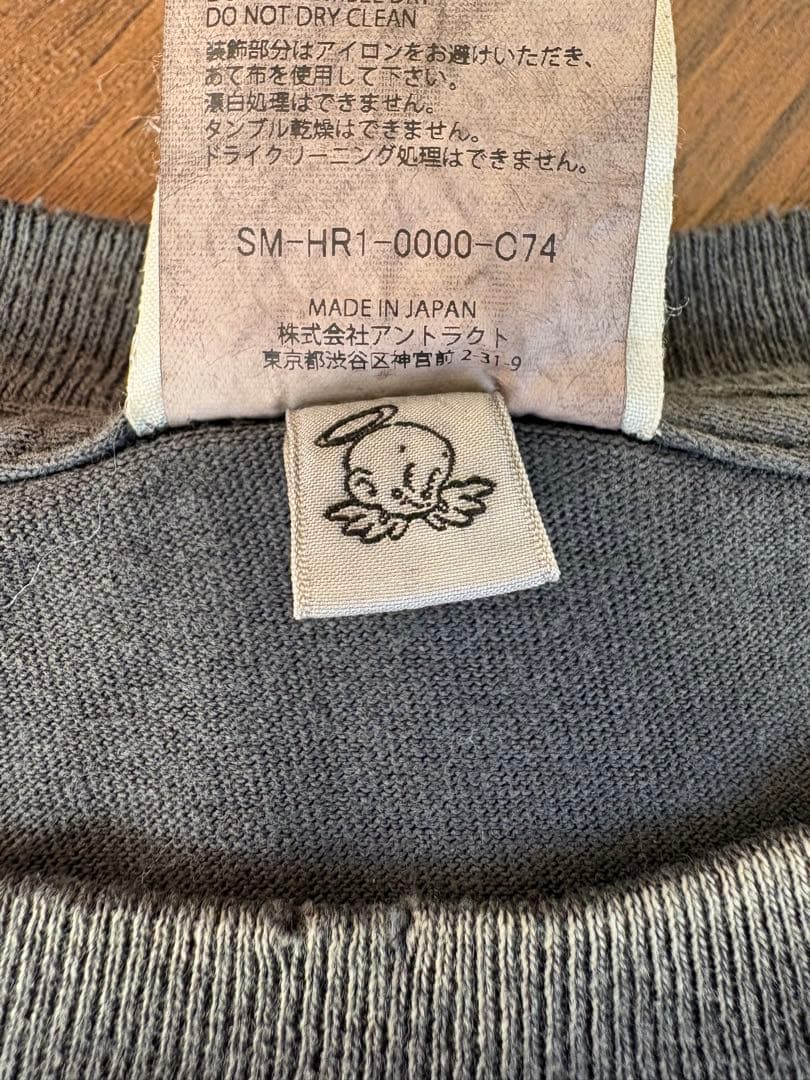 DO NOT DRY CLEAN
装飾部分はアイロンをお避けいただき、
あて布を使用して下さい。
漂白処理はできません。
タンブル乾燥はできません。
ドライクリーニング処理はできません。
SM-HR1-0000-C74
MADE IN JAPAN
株式会社アントラクト
東京都渋谷区神宮前 2-31-9